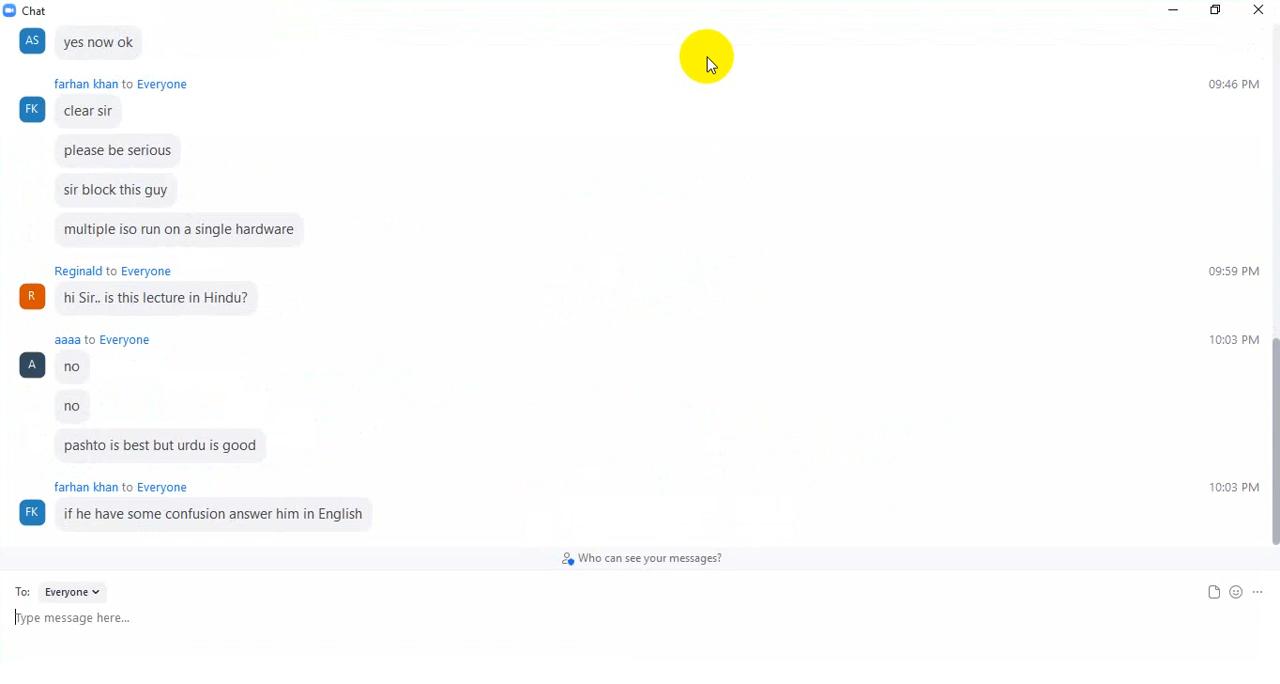 Chat
AS
yes now ok
farhan khan to Everyone 09:46 PM
FK
clear sir
please be serious
sir block this guy
multiple iso run on a single hardware
Reginald to Everyone 09:59 PM
R
hi Sir.. is this lecture in Hindu?
aaaa to Everyone 10:03 PM
A
no
no
pashto is best but urdu is good
farhan khan to Everyone 10:03 PM
FK
if he have some confusion answer him in English
Who can see your messages?
To: Everyone
Type message here...